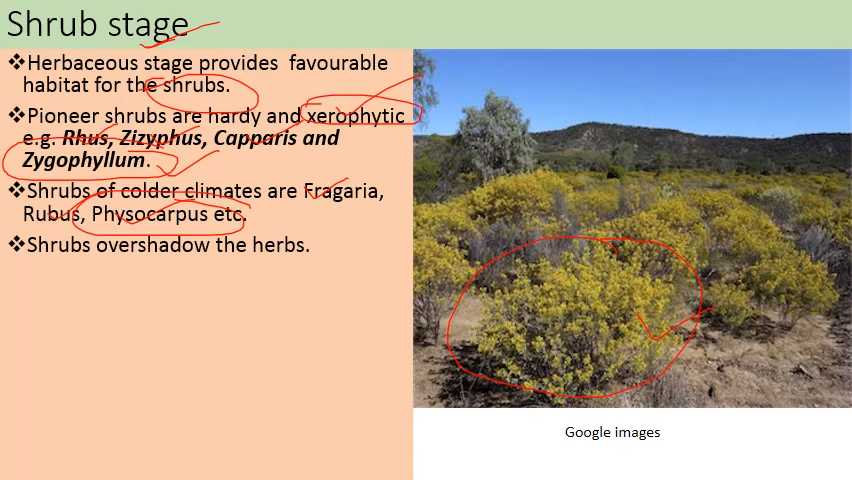 Shrub stage
❖Herbaceous stage provides favourable
habitat for the shrubs.
❖Pioneer shrubs are hardy and xerophytic
e.g. Rhus, Zizyphus, Capparis and
Zygophyllum.
❖Shrubs of colder climates are Fragaria,
Rubus, Physocarpus etc.
❖Shrubs overshadow the herbs.
Google images